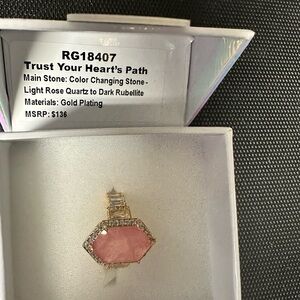 RG18407
Trust Your Heart's Path
Main Stone: Color Changing Stone -
Light Rose Quartz to Dark Rubellite
Materials: Gold Plating
MSRP: $136